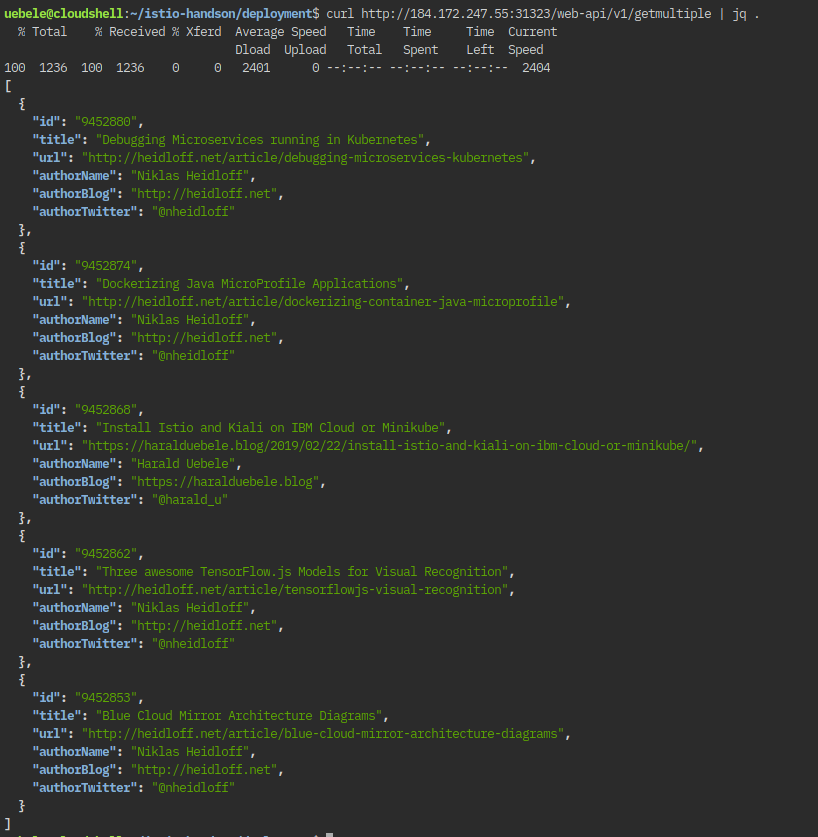 uebele@cloudshell:~/istio-handson/deployment$ curl http://184.172.247.55:31323/web-api/v1/getmultiple | jq .
  % Total    % Received % Xferd  Average Speed   Time    Time     Time  Current
                                 Dload  Upload   Total   Spent    Left  Speed
100  1236  100  1236    0     0   2401      0 --:--:-- --:--:-- --:--:--  2404
[
  {
    "id": "9452880",
    "title": "Debugging Microservices running in Kubernetes",
    "url": "http://heidloff.net/article/debugging-microservices-kubernetes",
    "authorName": "Niklas Heidloff",
    "authorBlog": "http://heidloff.net",
    "authorTwitter": "@nheidloff"
  },
  {
    "id": "9452874",
    "title": "Dockerizing Java MicroProfile Applications",
    "url": "http://heidloff.net/article/dockerizing-container-java-microprofile",
    "authorName": "Niklas Heidloff",
    "authorBlog": "http://heidloff.net",
    "authorTwitter": "@nheidloff"
  },
  {
    "id": "9452868",
    "title": "Install Istio and Kiali on IBM Cloud or Minikube",
    "url": "https://haralduebele.blog/2019/02/22/install-istio-and-kiali-on-ibm-cloud-or-minikube/",
    "authorName": "Harald Uebele",
    "authorBlog": "https://haralduebele.blog",
    "authorTwitter": "@harald_u"
  },
  {
    "id": "9452862",
    "title": "Three awesome TensorFlow.js Models for Visual Recognition",
    "url": "http://heidloff.net/article/tensorflowjs-visual-recognition",
    "authorName": "Niklas Heidloff",
    "authorBlog": "http://heidloff.net",
    "authorTwitter": "@nheidloff"
  },
  {
    "id": "9452853",
    "title": "Blue Cloud Mirror Architecture Diagrams",
    "url": "http://heidloff.net/article/blue-cloud-mirror-architecture-diagrams",
    "authorName": "Niklas Heidloff",
    "authorBlog": "http://heidloff.net",
    "authorTwitter": "@nheidloff"
  }
]